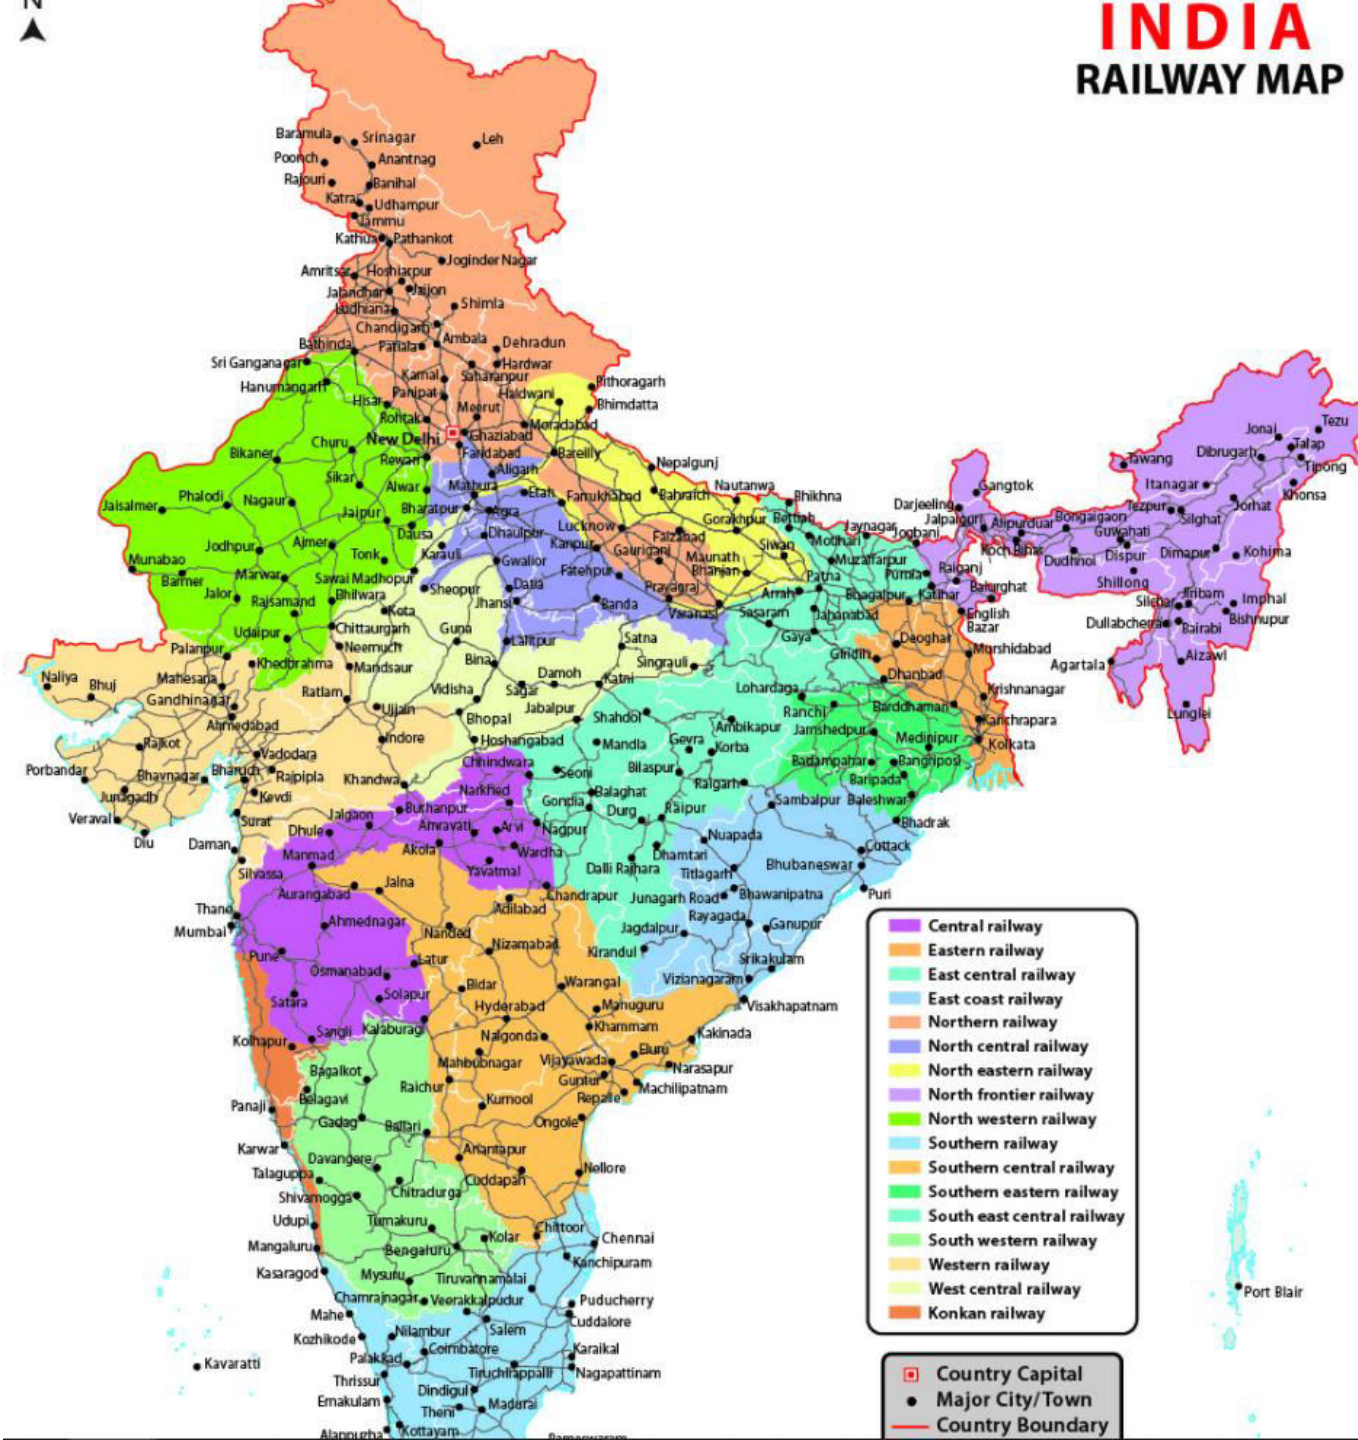 N
INDIA
RAILWAY MAP
Baramula
Srinagar
Leh
Poonch
Anantnag
Rajouri
Banihal
Katra
Udhampur
Jammu
Kathua
Pathankot
Joginder Nagar
Amritsar
Hoshiarpur
Jalandhar
Jaijon
Ludhiana
Shimla
Chandigarh
Bathinda
Patiala
Ambala
Dehradun
Sri Ganganagar
Hardwar
Hanumangarh
Karnal
Saharanpur
Pithoragarh
Hisar
Panipat
Haldwani
Bhimdatta
Rohtak
Meerut
Moradabad
New Delhi
Ghaziabad
Tezu
Jonai
Churu
Faridabad
Bareilly
Talap
Bikaner
Rewari
Nepalgunj
Dibrugarh
Tawang
Tipong
Sikar
Aligarh
Alwar
Mathura
Etah
Farrukhabad
Bahraich
Nautanwa
Bhikhna
Gangtok
Itanagar
Khonsa
Jaisalmer
Phalodi
Nagaur
Jaipur
Bharatpur
Agra
Darjeeling
Tezpur
Jorhat
Lucknow
Gorakhpur
Bettiah
Jaynagar
Jalpaiguri
Alipurduar
Bongaigaon
Silghat
Dausa
Dhaulpur
Jogbani
Guwahati
Jodhpur
Ajmer
Tonk
Karauli
Kanpur
Gauriganj
Faizabad
Siwan
Motihari
Koch Bihar
Dispur
Dimapur
Kohima
Munabao
Gwalior
Maunath
Bhanjan
Muzaffarpur
Raiganj
Dudhnoi
Barmer
Marwar
Sawai Madhopur
Fatehpur
Patna
Purnia
Shillong
Jalor
Bhilwara
Sheopur
Datia
Prayagraj
Arrah
Bhagalpur
Katihar
Balurghat
Silchar
Jiribam
Imphal
Rajsamand
Kota
Jhansi
Banda
Varanasi
Sasaram
Jahanabad
English
Bazar
Dullabchera
Bairabi
Bishnupur
Udaipur
Chittaurgarh
Guna
Lalitpur
Satna
Gaya
Deoghar
Murshidabad
Palanpur
Neemuch
Khedbrahma
Mandsaur
Bina
Singrauli
Giridih
Agartala
Aizawl
Naliya
Bhuj
Mahesana
Ratlam
Vidisha
Sagar
Damoh
Katni
Dhanbad
Gandhinagar
Ujjain
Jabalpur
Lohardaga
Krishnanagar
Ahmedabad
Bhopal
Shahdol
Ranchi
Barddhaman
Lunglei
Rajkot
Indore
Hoshangabad
Mandla
Ambikapur
Jamshedpur
Kanchrapara
Vadodara
Gevra
Korba
Medinipur
Kolkata
Porbandar
Bhavnagar
Bharuch
Rajpipla
Khandwa
Chhindwara
Seoni
Bilaspur
Badampahar
Bangriposi
Junagadh
Kevdi
Narkhed
Balaghat
Raigarh
Baripada
Veraval
Surat
Jalgaon
Burhanpur
Gondia
Durg
Raipur
Sambalpur
Baleshwar
Diu
Dhule
Amravati
Arvi
Nagpur
Nuapada
Bhadrak
Daman
Manmad
Akola
Wardha
Dhamtari
Cuttack
Silvassa
Yavatmal
Dalli Rajhara
Titlagarh
Bhubaneswar
Aurangabad
Jalna
Chandrapur
Junagarh Road
Bhawanipatna
Puri
Thane
Adilabad
Rayagada
Mumbai
Ahmednagar
Nanded
Nizamabad
Jagdalpur
Ganupur
Pune
Kirandul
Srikakulam
Latur
Osmanabad
Bidar
Warangal
Vizianagaram
Satara
Solapur
Hyderabad
Manuguru
Visakhapatnam
Kolhapur
Sangli
Kalaburagi
Nalgonda
Khammam
Kakinada
Mahbubnagar
Vijayawada
Eluru
Narasapur
Bagalkot
Raichur
Guntur
Machilipatnam
Panaji
Belagavi
Kurnool
Repalle
Gadag
Ballari
Ongole
Karwar
Davangere
Anantapur
Talaguppa
Cuddapah
Nellore
Shivamogga
Chitradurga
Udupi
Tumakuru
Chittoor
Mangaluru
Bengaluru
Kolar
Chennai
Kasaragod
Mysuru
Tiruvannamalai
Kanchipuram
Chamrajnagar
Veerakkalpudur
Puducherry
Mahe
Cuddalore
Kozhikode
Nilambur
Salem
Kavaratti
Palakkad
Coimbatore
Karaikal
Thrissur
Tiruchirappalli
Nagapattinam
Ernakulam
Dindigul
Theni
Madurai
Alappuzha
Kottayam
Rameswaram
Port Blair
Central railway
Eastern railway
East central railway
East coast railway
Northern railway
North central railway
North eastern railway
North frontier railway
North western railway
Southern railway
Southern central railway
Southern eastern railway
South east central railway
South western railway
Western railway
West central railway
Konkan railway
Country Capital
Major City/Town
Country Boundary